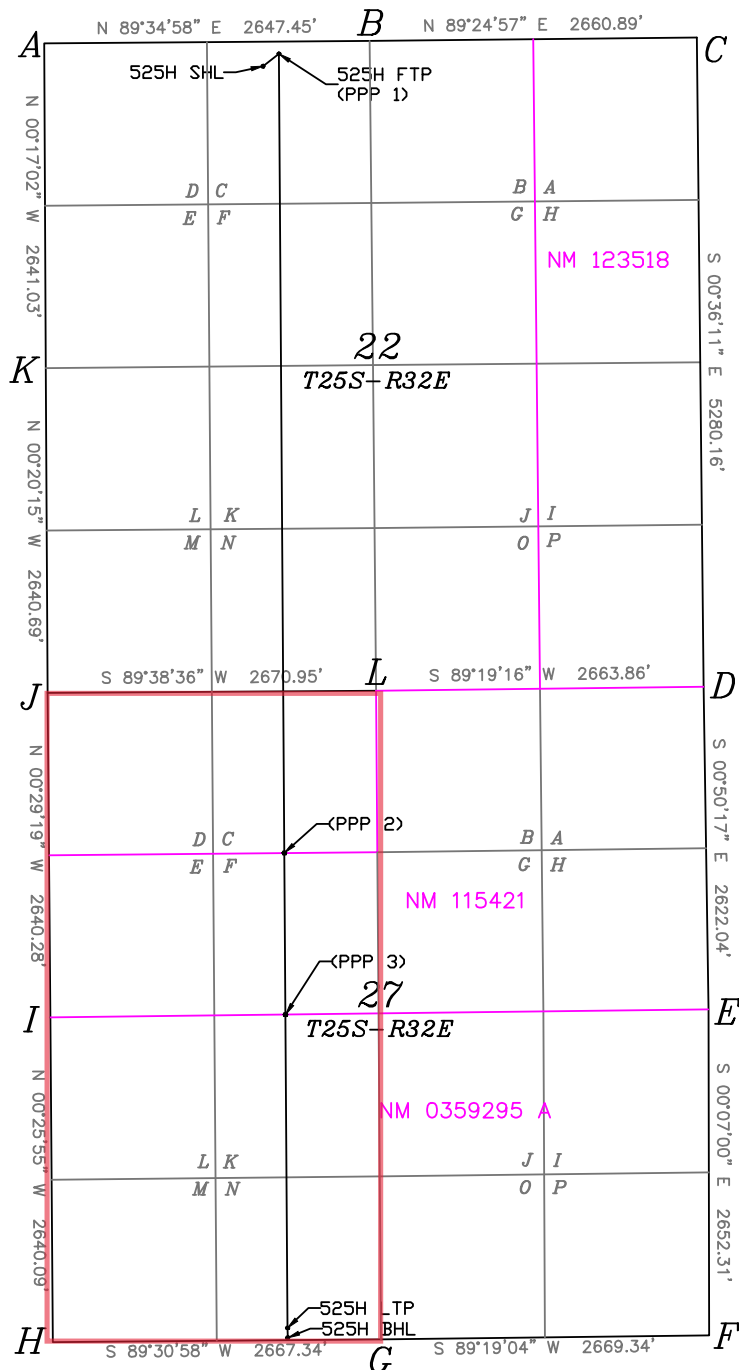 N 89°34'58" E 2647.45'
B
N 89°24'57" E 2660.89'
A
C
525H SHL
525H FTP
(PPP 1)
N 00°17'02" W 2641.03'
D C
E F
B A
G H
NM 123518
S 00°36'11" E 5280.16'
22
T25S-R32E
K
N 00°20'15" W 2640.69'
L K
M N
J I
O P
S 89°38'36" W 2670.95'
L
S 89°19'16" W 2663.86'
J
D
N 00°29'19" W 2640.28'
S 00°50'17" E 2622.04'
(PPP 2)
D C
E F
B A
G H
NM 115421
(PPP 3)
27
T25S-R32E
I
E
N 00°25'55" W 2640.09'
S 00°07'00" E 2652.31'
NM 0359295 A
L K
M N
J I
O P
525H LTP
525H BHL
H
F
S 89°30'58" W 2667.34'
G
S 89°19'04" W 2669.34'